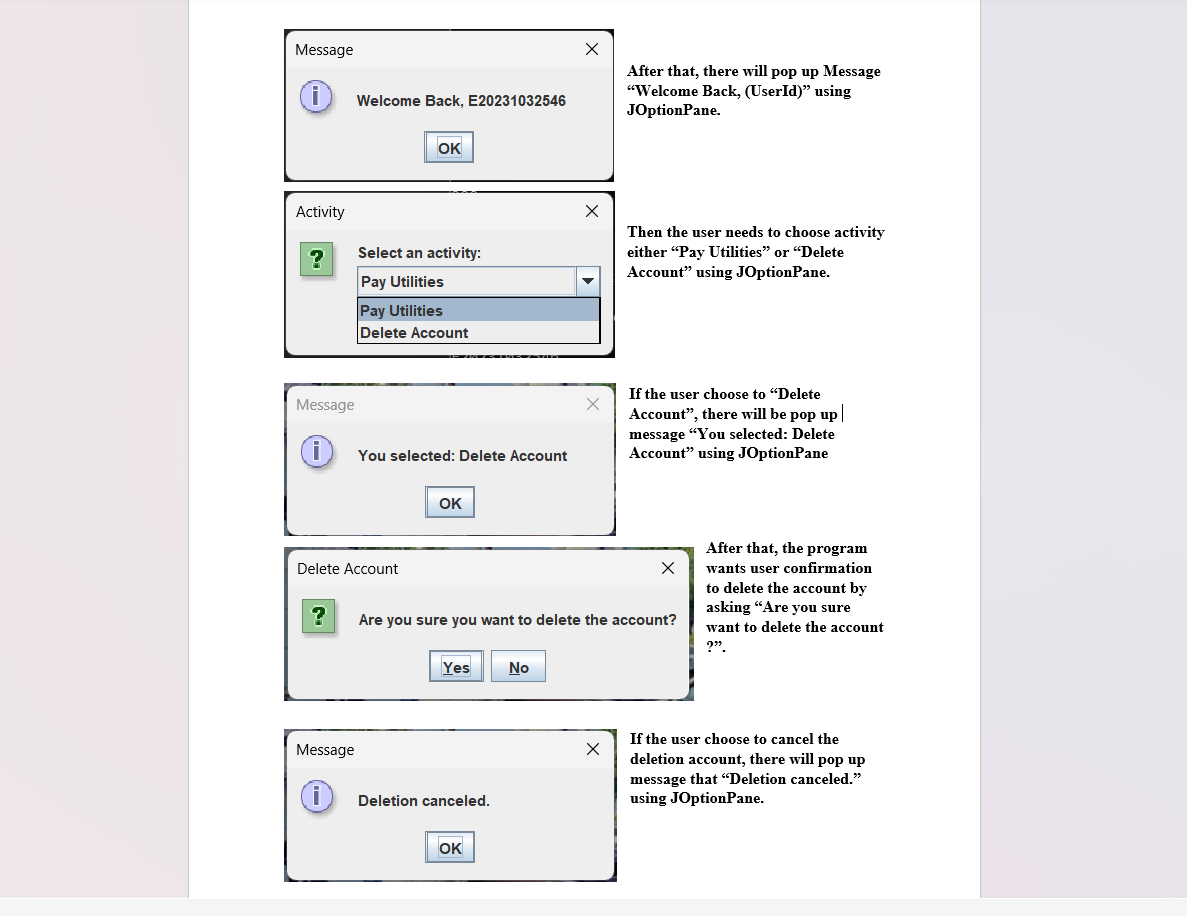 Message
Welcome Back, E20231032546
OK
After that, there will pop up Message
“Welcome Back, (UserId)” using
JOptionPane.
Activity
Select an activity:
Pay Utilities
Pay Utilities
Delete Account
Then the user needs to choose activity
either “Pay Utilities” or “Delete
Account” using JOptionPane.
Message
You selected: Delete Account
OK
If the user choose to “Delete
Account”, there will be pop up
message “You selected: Delete
Account” using JOptionPane
Delete Account
Are you sure you want to delete the account?
Yes No
After that, the program
wants user confirmation
to delete the account by
asking “Are you sure
want to delete the account
?”.
Message
Deletion canceled.
OK
If the user choose to cancel the
deletion account, there will pop up
message that “Deletion canceled.”
using JOptionPane.